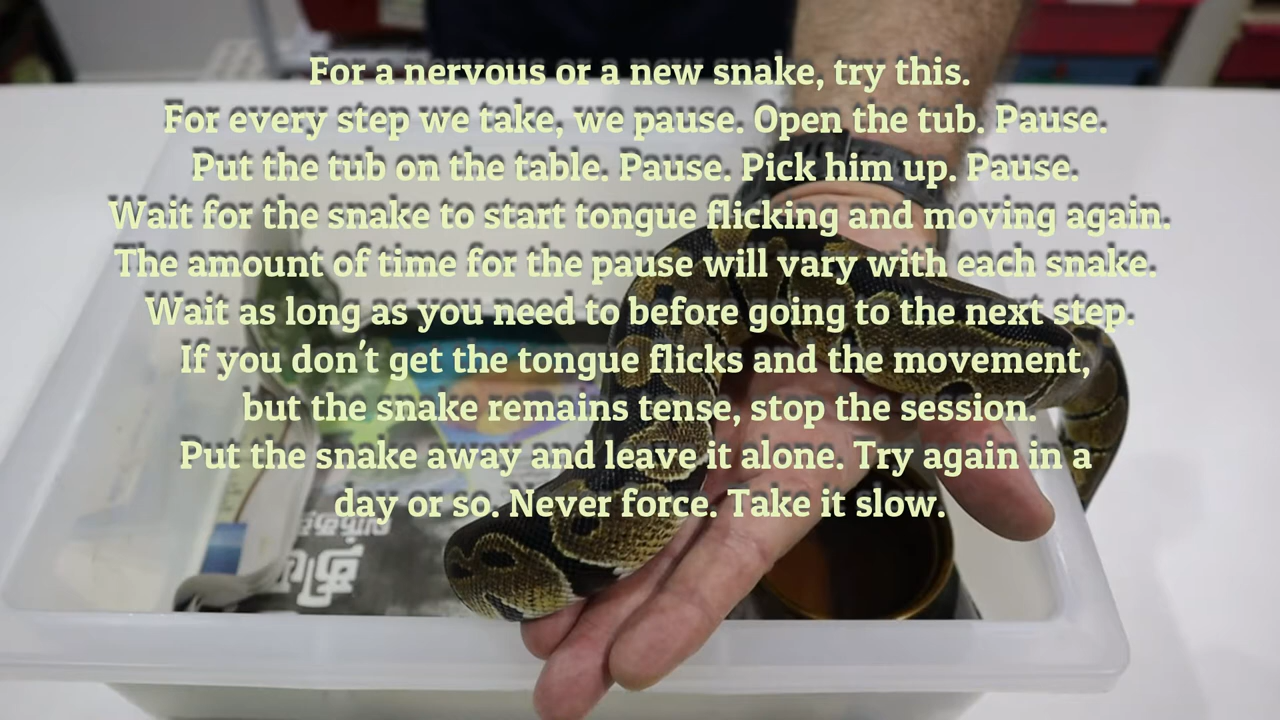 For a nervous or a new snake, try this.
For every step we take, we pause. Open the tub. Pause.
Put the tub on the table. Pause. Pick him up. Pause.
Wait for the snake to start tongue flicking and moving again.
The amount of time for the pause will vary with each snake.
Wait as long as you need to before going to the next step.
If you don't get the tongue flicks and the movement,
but the snake remains tense, stop the session.
Put the snake away and leave it alone. Try again in a
day or so. Never force. Take it slow.